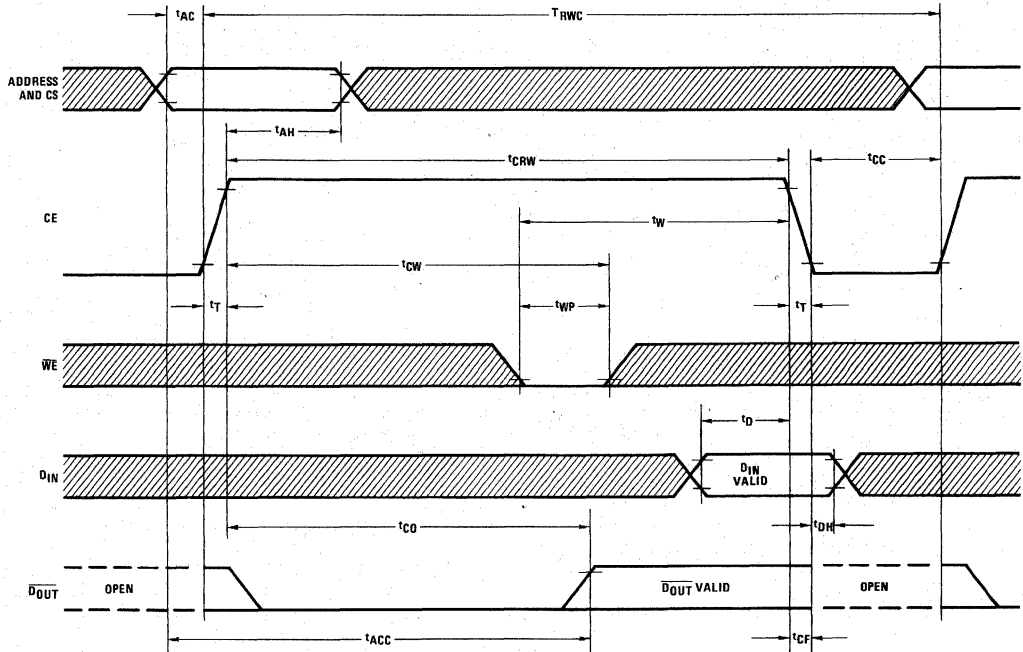 tAC
TRWC
ADDRESS
AND CS
tAH
tCRW
tCC
CE
tW
tCW
tT
tWP
tT
WE
tD
DIN
DIN
VALID
tDH
tCO
DOUT
OPEN
DOUT VALID
OPEN
tCF
tACC